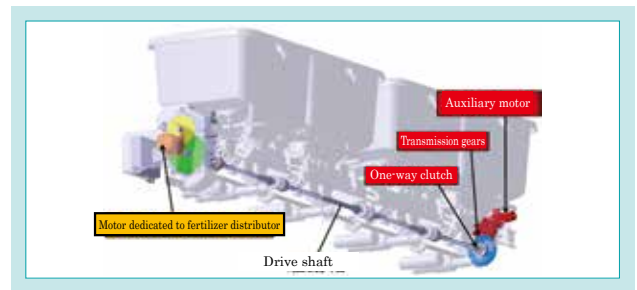 Auxiliary motor
Transmission gears
One-way clutch
Motor dedicated to fertilizer distributor
Drive shaft